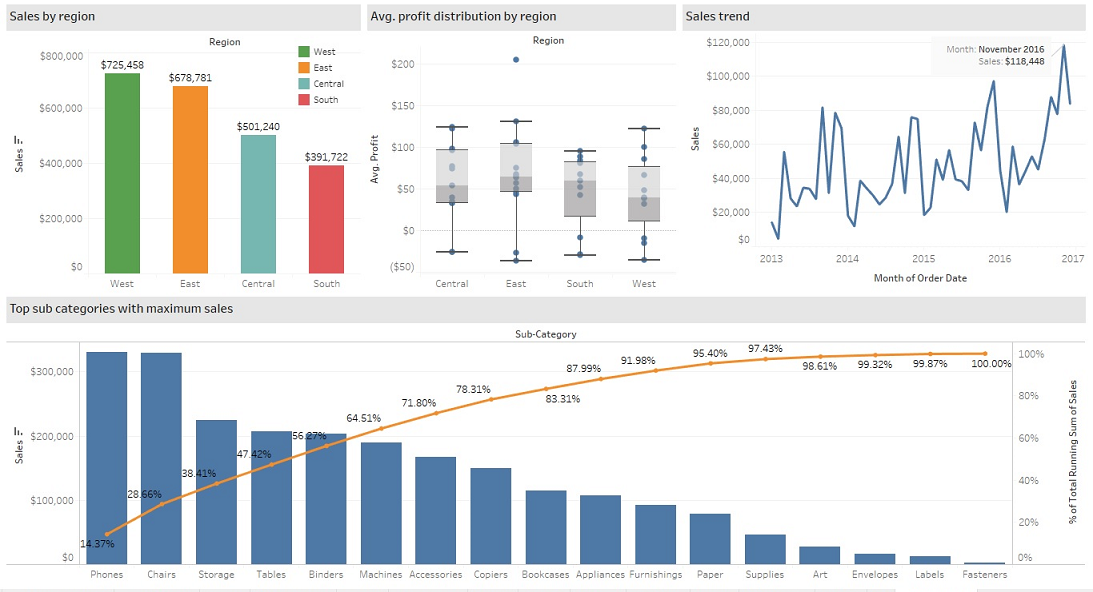 Sales by region
Region
West
East
Central
South
$800,000
$600,000
$400,000
$200,000
$0
Sales
$725,458
$678,781
$501,240
$391,722
West East Central South
Avg. profit distribution by region
Region
$200
$150
$100
$50
$0
($50)
Avg. Profit
Central East South West
Sales trend
$120,000
$100,000
$80,000
$60,000
$40,000
$20,000
$0
Sales
Month: November 2016
Sales: $118,448
2013 2014 2015 2016 2017
Month of Order Date
Top sub categories with maximum sales
Sub-Category
$300,000
$200,000
$100,000
$0
Sales
14.37%
28.66%
38.41%
47.42%
56.27%
64.51%
71.80%
78.31%
83.31%
87.99%
91.98%
95.40%
97.43%
98.61%
99.32%
99.87%
100.00%
100%
80%
60%
40%
20%
0%
% of Total Running Sum of Sales
Phones Chairs Storage Tables Binders Machines Accessories Copiers Bookcases Appliances Furnishings Paper Supplies Art Envelopes Labels Fasteners